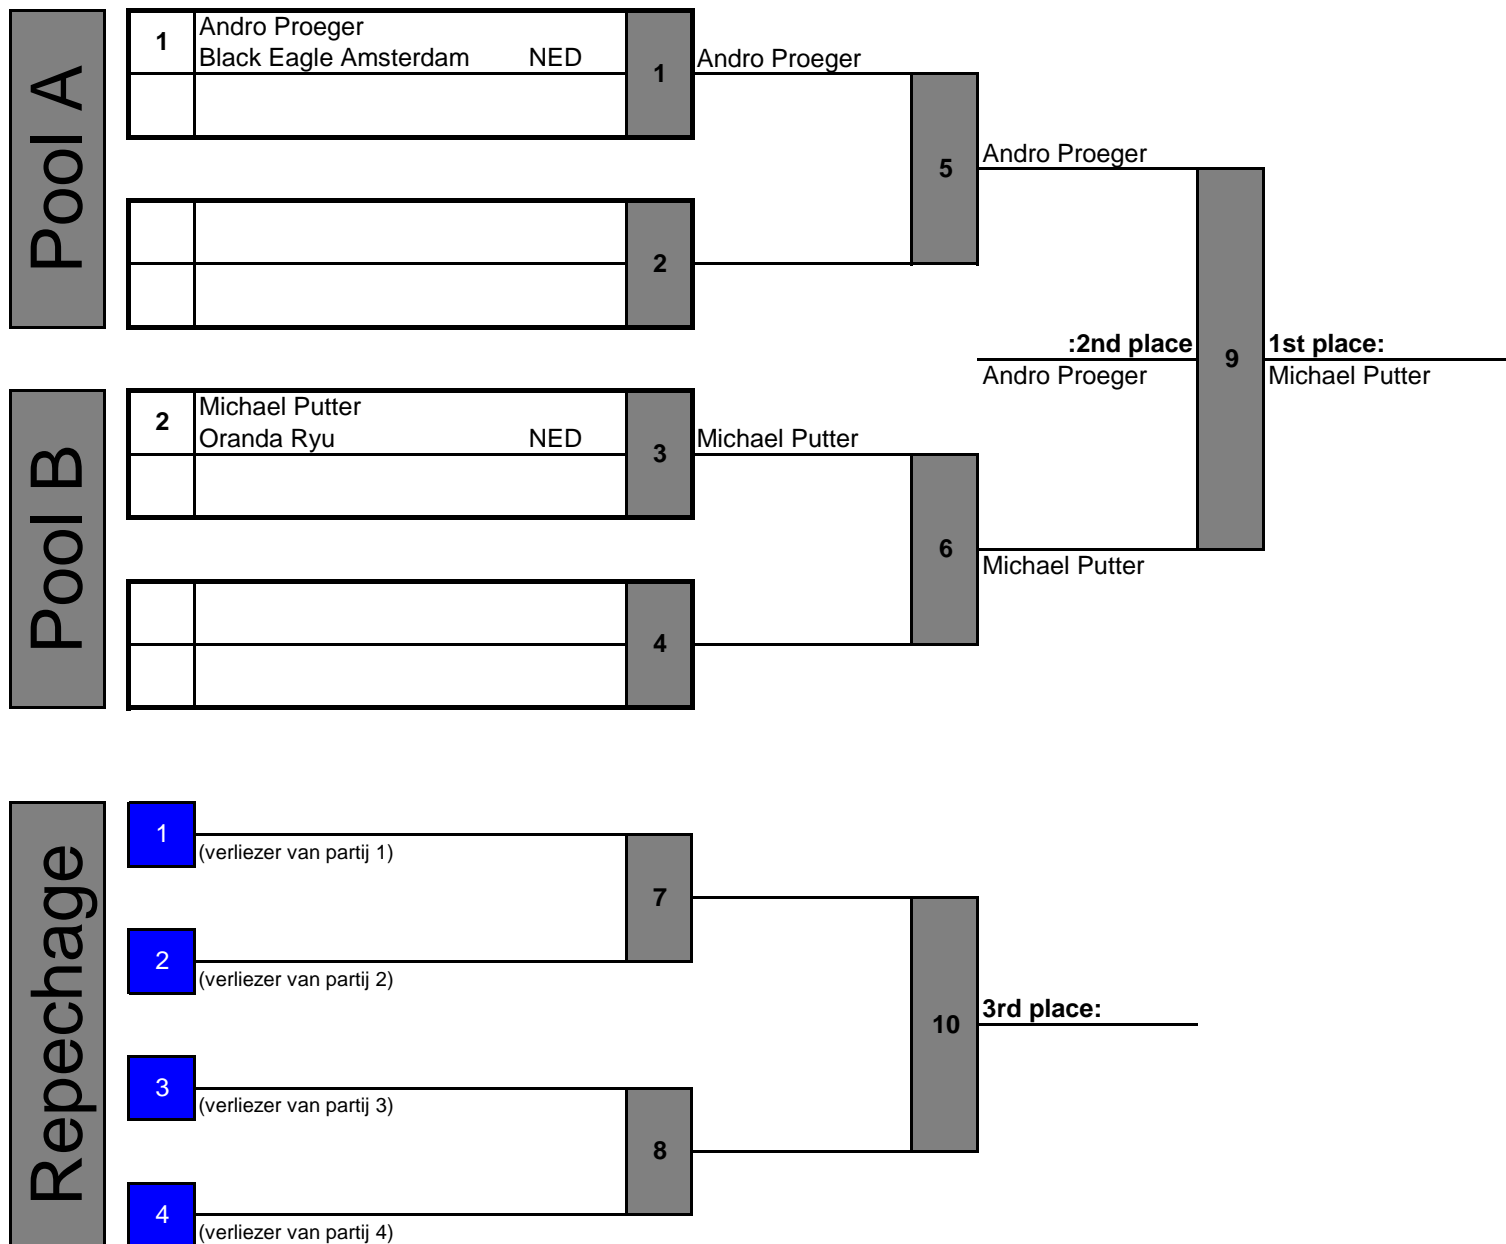 Pool A
1
Andro Proeger
Black Eagle Amsterdam NED
1
Andro Proeger
5
Andro Proeger
2
:2nd place
Andro Proeger
9
1st place:
Michael Putter
Pool B
2
Michael Putter
Oranda Ryu NED
3
Michael Putter
6
Michael Putter
4
Repechage
1
(verliezer van partij 1)
7
2
(verliezer van partij 2)
10
3rd place:
3
(verliezer van partij 3)
8
4
(verliezer van partij 4)